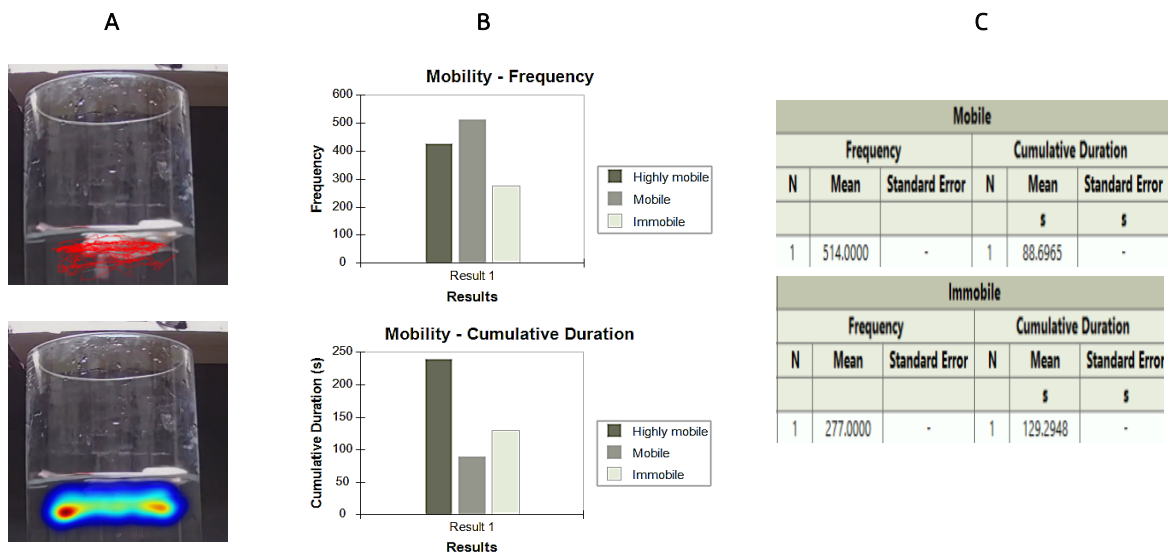 A
B
C
Mobility - Frequency
Frequency
600
500
400
300
200
100
0
Result 1
Results
Highly mobile
Mobile
Immobile
Mobility - Cumulative Duration
Cumulative Duration (s)
250
200
150
100
50
0
Result 1
Results
Highly mobile
Mobile
Immobile
Mobile
Frequency Cumulative Duration
N Mean Standard Error N Mean Standard Error
s s
1 514.0000 - 1 88.6965 -
Immobile
Frequency Cumulative Duration
N Mean Standard Error N Mean Standard Error
s s
1 277.0000 - 1 129.2948 -